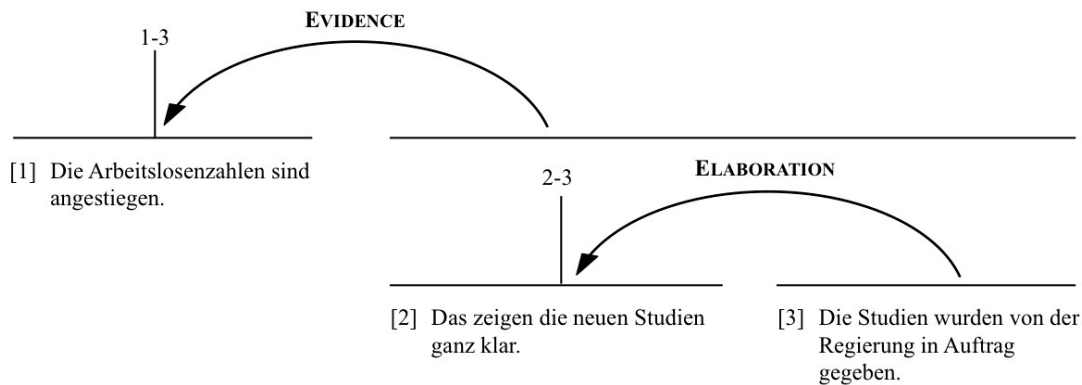 EVIDENCE
1-3
[1] Die Arbeitslosenzahlen sind
angestiegen.
ELABORATION
2-3
[2] Das zeigen die neuen Studien
ganz klar.
[3] Die Studien wurden von der
Regierung in Auftrag
gegeben.